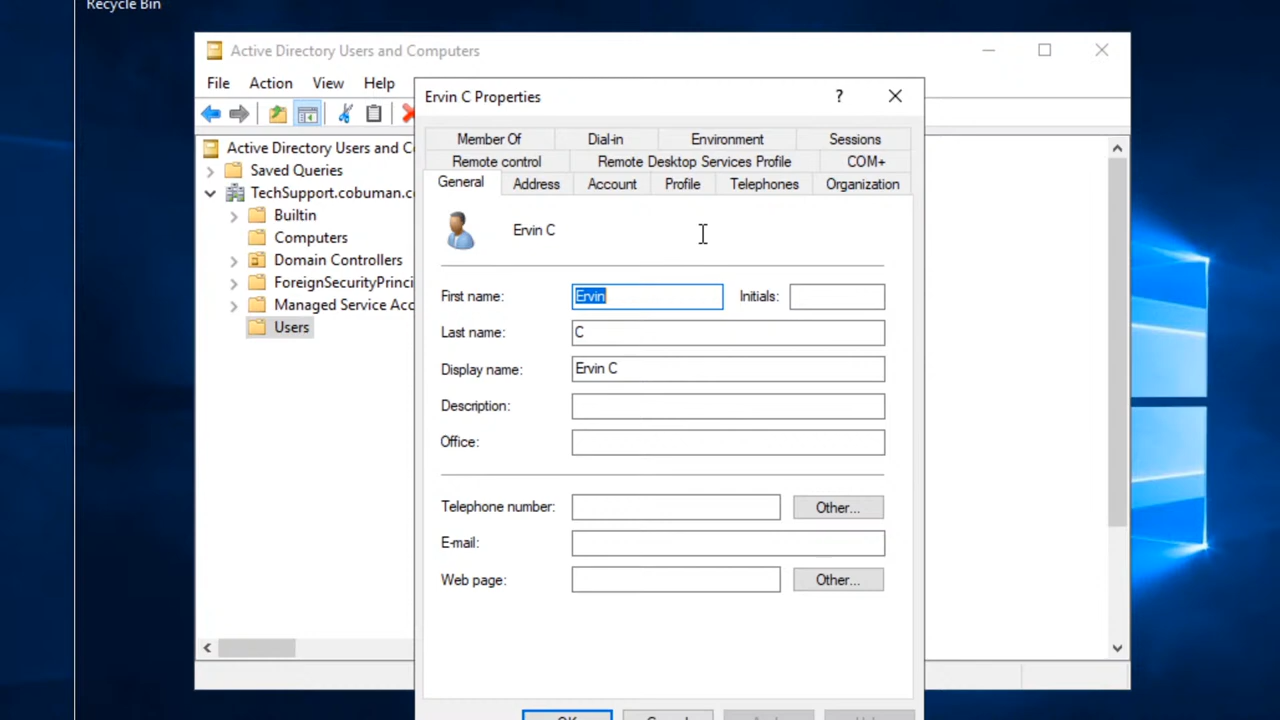 Recycle Bin
Active Directory Users and Computers
File Action View Help
Ervin C Properties
?
Active Directory Users and C
Saved Queries
TechSupport.cobuman.c
Builtin
Computers
Domain Controllers
ForeignSecurityPrinci
Managed Service Acc
Users
Member Of Dial-in Environment Sessions
Remote control Remote Desktop Services Profile COM+
General Address Account Profile Telephones Organization
Ervin C
First name: Ervin Initials:
Last name: C
Display name: Ervin C
Description:
Office:
Telephone number: Other...
E-mail:
Web page: Other...
OK